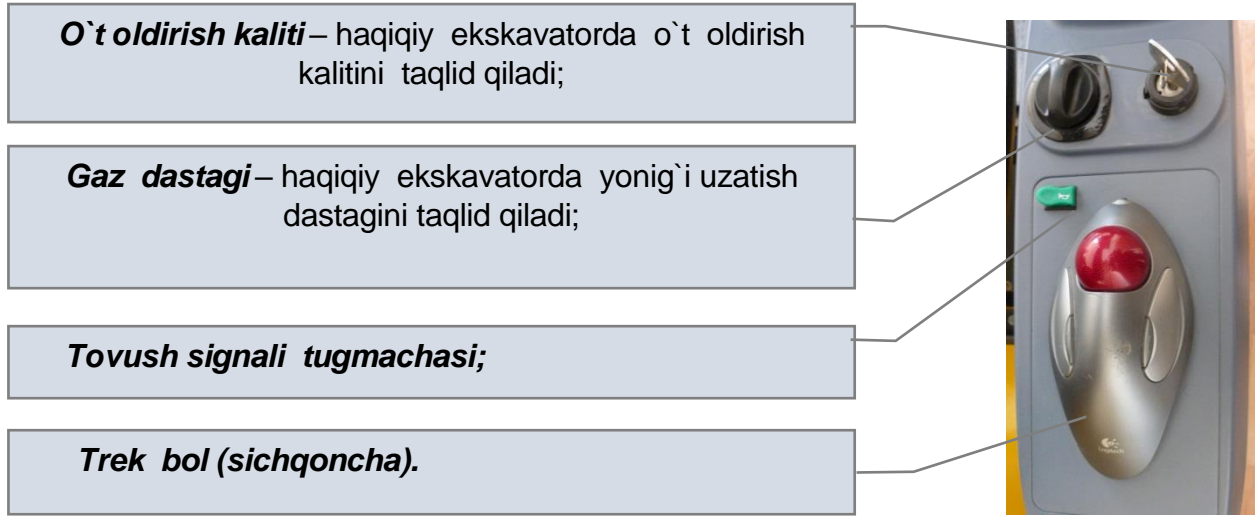 O`t oldirish kaliti – haqiqiy ekskavatorda o`t oldirish
kalitini taqlid qiladi;
Gaz dastagi – haqiqiy ekskavatorda yonig`i uzatish
dastagini taqlid qiladi;
Tovush signali tugmachasi;
Trek bol (sichqoncha).
Logitech